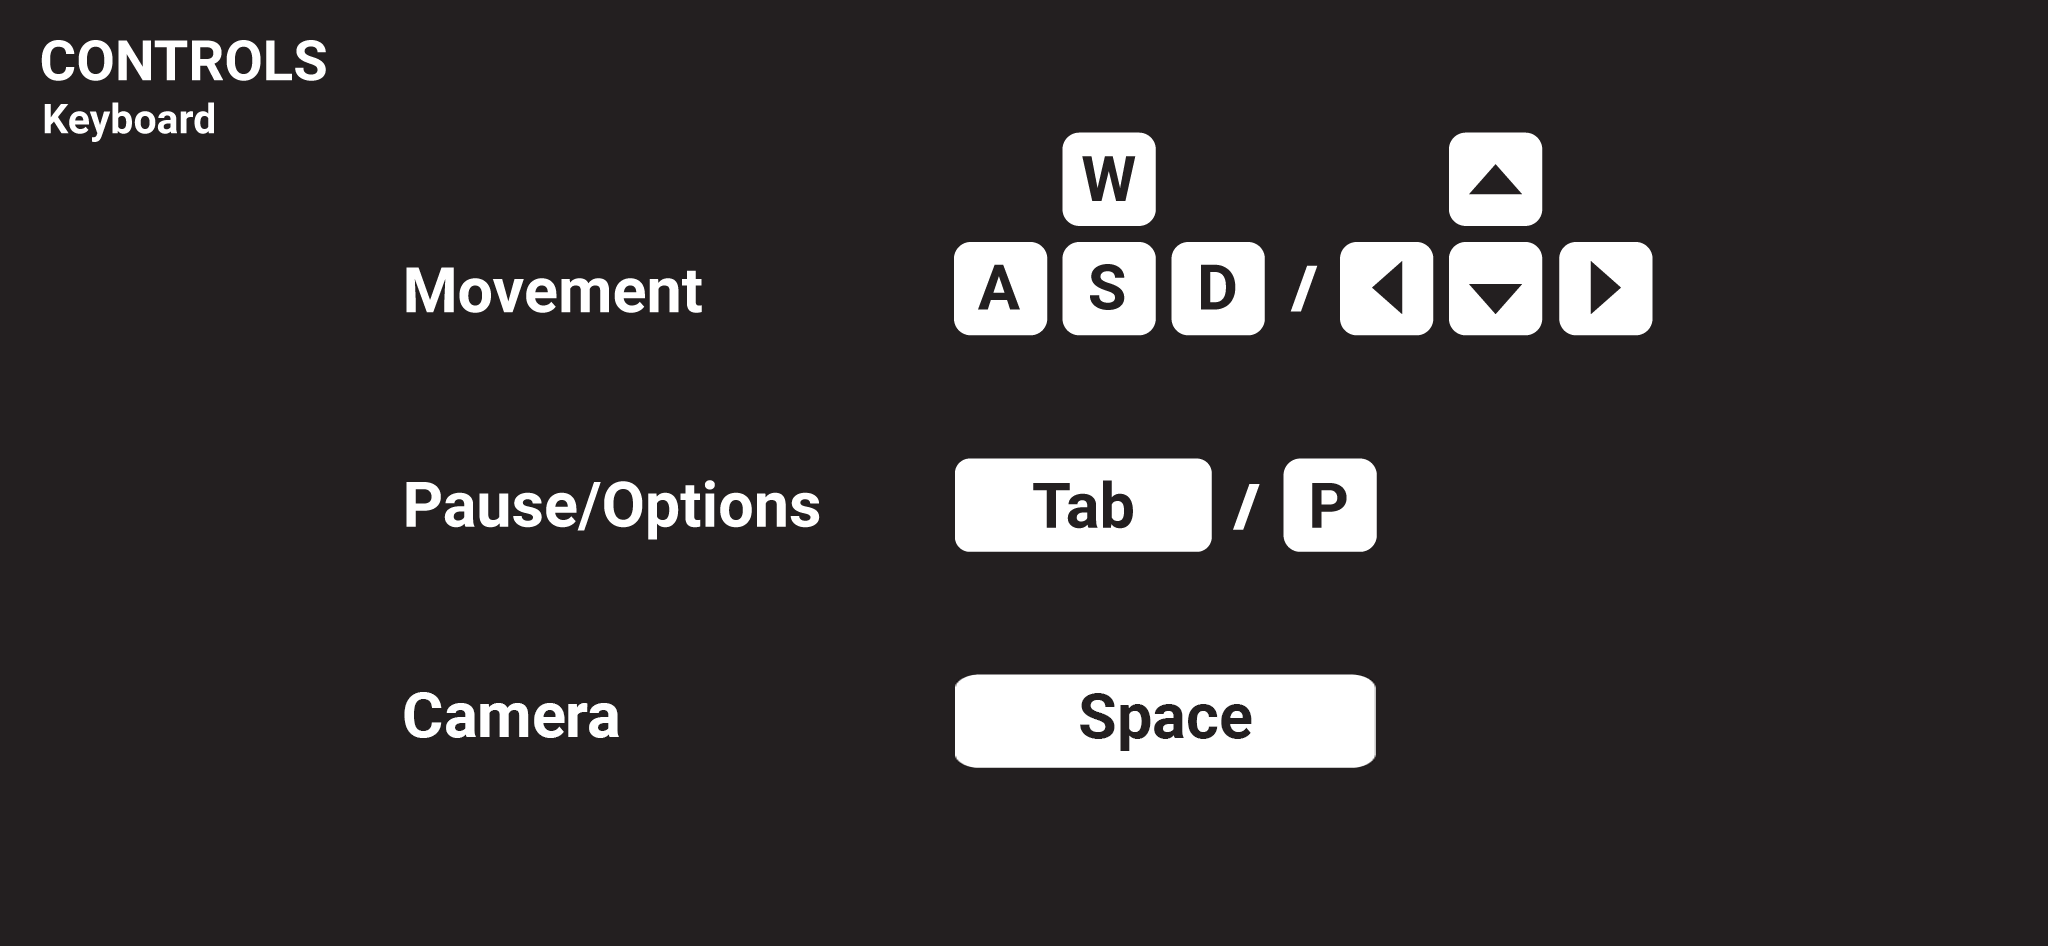 CONTROLS
Keyboard
W
Movement A S D /
Pause/Options Tab / P
Camera Space